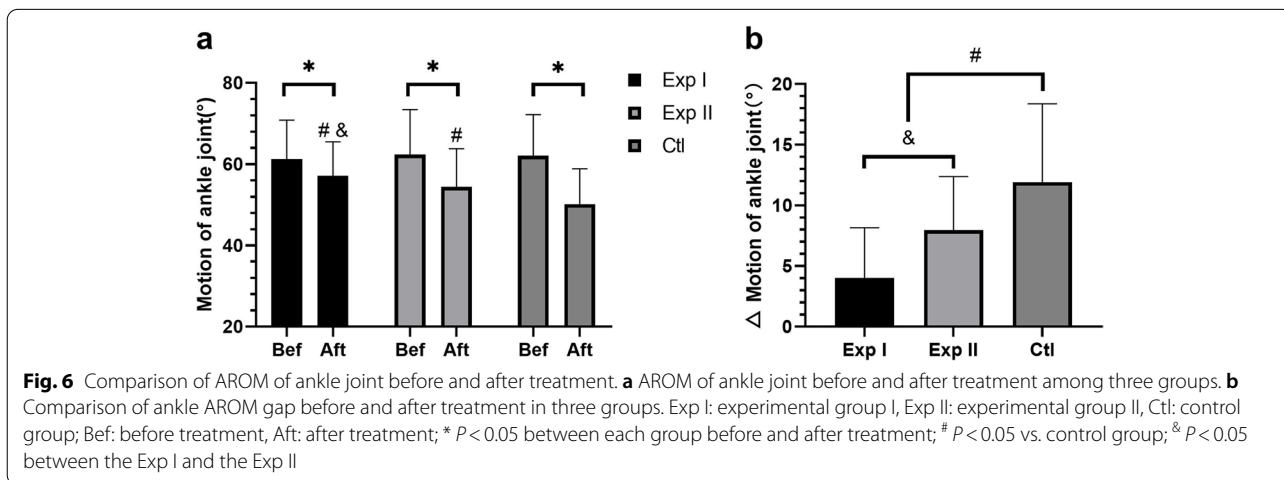 a
b
* * *
# & #
Exp I
Exp II
Ctl
Motion of ankle joint(°)
80
60
40
20
Bef Aft Bef Aft Bef Aft
#
&
△ Motion of ankle joint(°)
20
15
10
5
0
Exp I Exp II Ctl
Fig. 6 Comparison of AROM of ankle joint before and after treatment. a AROM of ankle joint before and after treatment among three groups. b
Comparison of ankle AROM gap before and after treatment in three groups. Exp I: experimental group I, Exp II: experimental group II, Ctl: control
group; Bef: before treatment, Aft: after treatment; * P < 0.05 between each group before and after treatment; # P < 0.05 vs. control group; & P < 0.05
between the Exp I and the Exp II